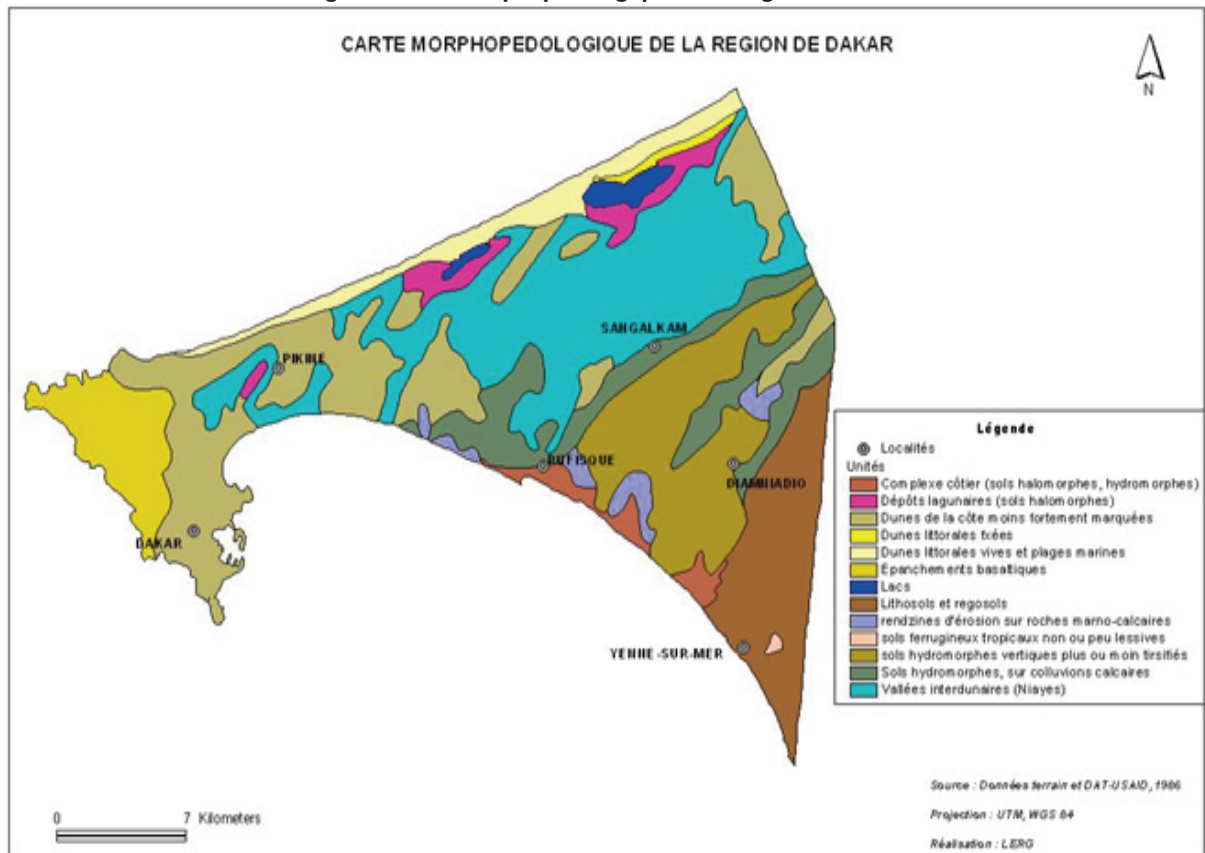 CARTE MORPHOPEDOLOGIQUE DE LA REGION DE DAKAR
N
SANGALKAM
PIKINE
RUFISQUE
DIAMNIADIO
DAKAR
YENNE-SUR-MER
Légende
Localités
Unités
Complexe côtier (sols halomorphes, hydromorphes)
Dépôts lagunaires (sols halomorphes)
Dunes de la côte moins fortement marquées
Dunes littorales fxées
Dunes littorales vives et plages marines
Epanchements basaltiques
Lacs
Lithosols et regosols
rendzines d'érosion sur roches marno-calcaires
sols ferrugineux tropicaux non ou peu lessives
sols hydromorphes vertiques plus ou moin tirsifiés
Sols hydromorphes, sur colluvions calcaires
Vallées interdunaires (Niayes)
Source : Données terrain et DAT-USAID, 1986
Projection : UTM, WGS 84
Réalisation : LERG
0 7 Kilometers